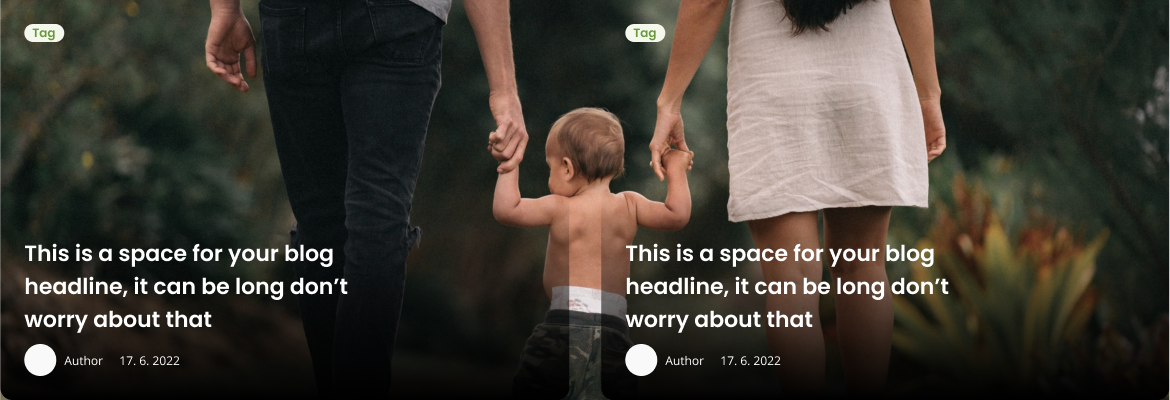 Tag
This is a space for your blog
headline, it can be long don’t
worry about that
Author 17. 6. 2022
Tag
This is a space for your blog
headline, it can be long don’t
worry about that
Author 17. 6. 2022